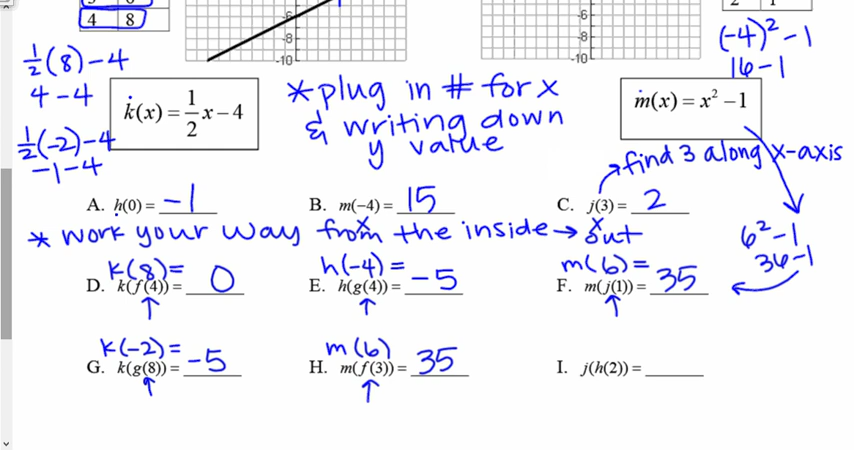 4 8
-6
-8
-10
-6
-8
-10
2 1
½(8)-4
4-4
½(-2)-4
-1-4
k(x) = ½x − 4
*plug in # for x
& writing down
y value
(-4)²-1
16-1
m(x) = x² − 1
find 3 along x-axis
A. h(0) = -1
B. m(−4) = 15
C. j(3) = 2
* work your way from the inside → out
x
x
6²-1
36-1
k(8)=
D. k(f(4)) = 0
h(-4)=
E. h(g(4)) = -5
m(6)=
F. m(j(1)) = 35
k(-2)=
G. k(g(8)) = -5
m(6)
H. m(f(3)) = 35
I. j(h(2)) =